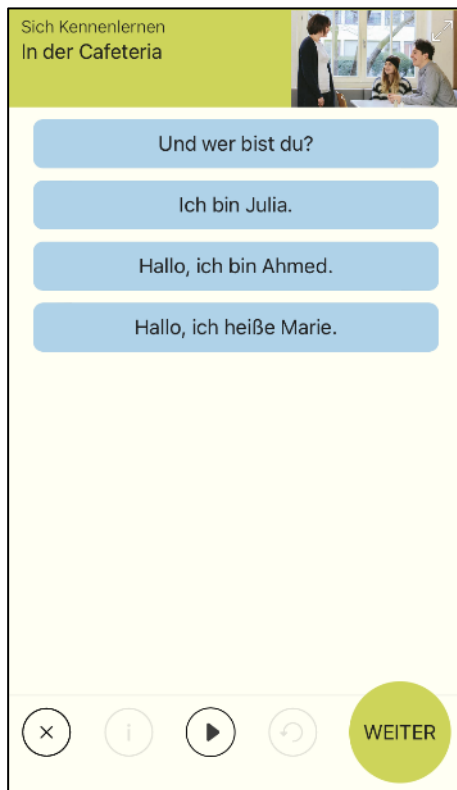 Sich Kennenlernen
In der Cafeteria
Und wer bist du?
Ich bin Julia.
Hallo, ich bin Ahmed.
Hallo, ich heiße Marie.
WEITER